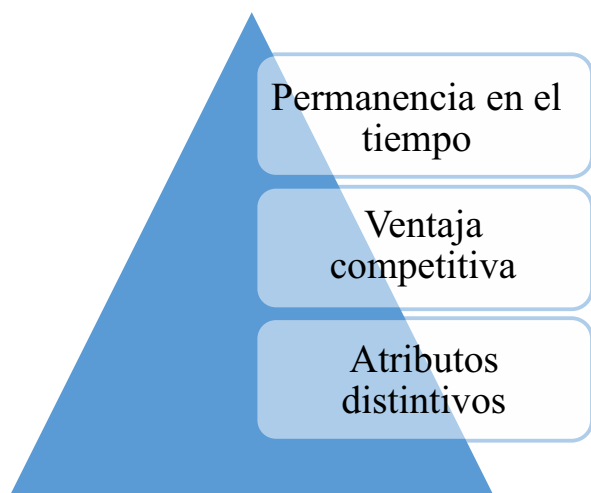 Permanencia en el
tiempo
Ventaja
competitiva
Atributos
distintivos